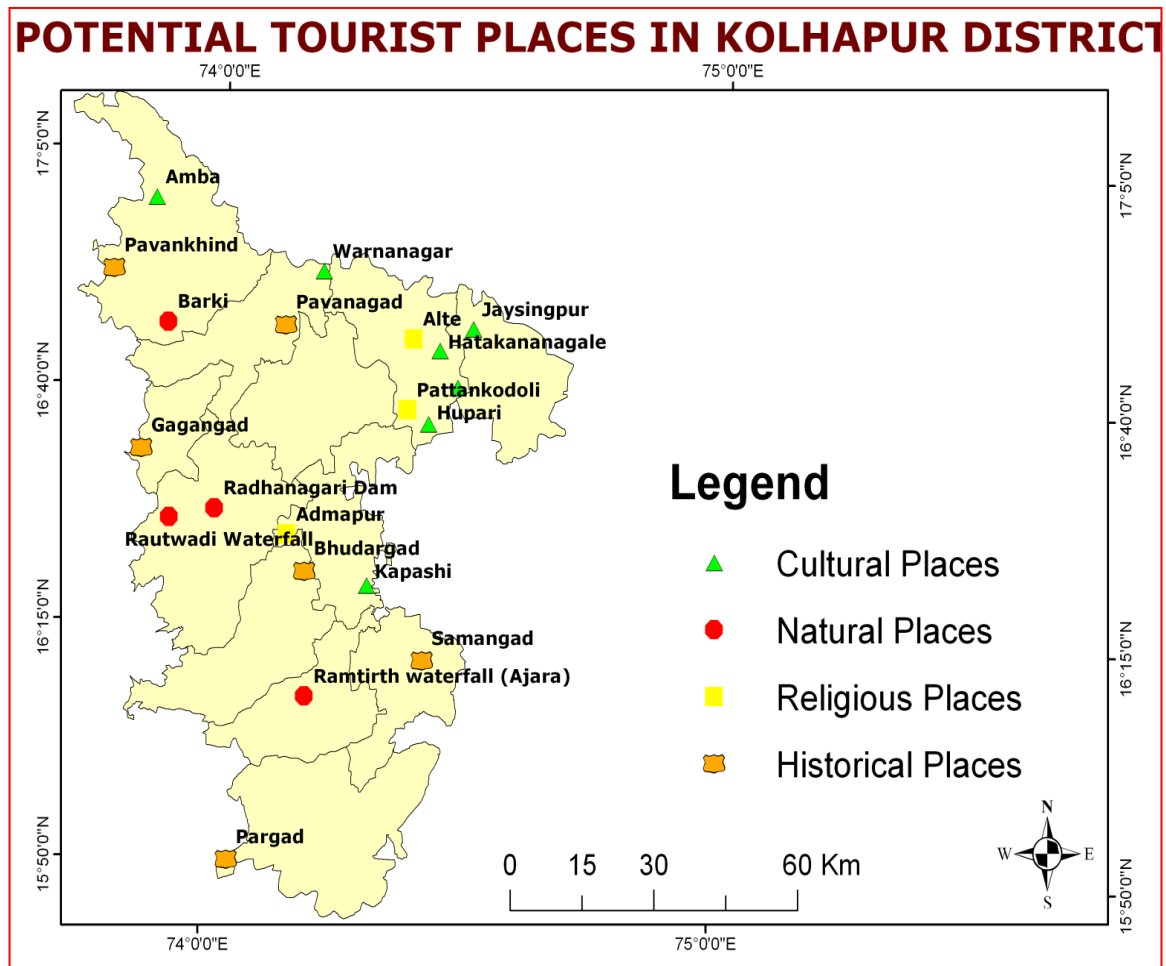 POTENTIAL TOURIST PLACES IN KOLHAPUR DISTRICT
74°0'0"E
75°0'0"E
17°5'0"N
17°5'0"N
Amba
Pavankhind
Warnanagar
Barki
Pavanagad
Jaysingpur
Alte
Hatakananagale
16°40'0"N
16°40'0"N
Pattankodoli
Hupari
Gagangad
Radhanagari Dam
Admapur
Rautwadi Waterfall
Bhudargad
Kapashi
16°15'0"N
16°15'0"N
Samangad
Ramtirth waterfall (Ajara)
Pargad
15°50'0"N
15°50'0"N
Legend
Cultural Places
Natural Places
Religious Places
Historical Places
0 15 30 60 Km
N
W E
S
74°0'0"E
75°0'0"E